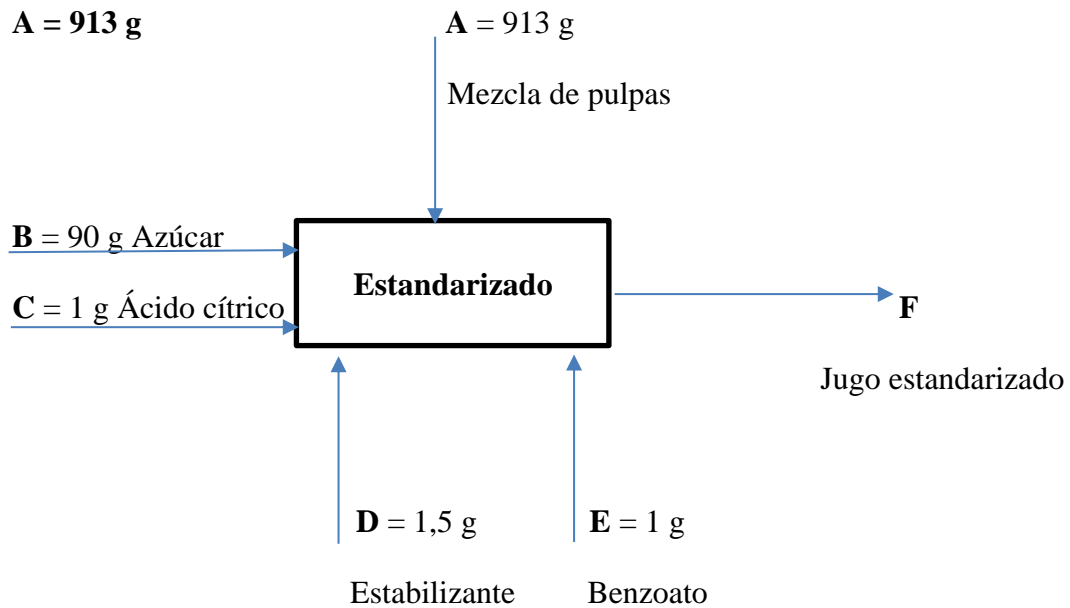 A = 913 g
A = 913 g
Mezcla de pulpas
B = 90 g Azúcar
C = 1 g Ácido cítrico
Estandarizado
F
Jugo estandarizado
D = 1,5 g
Estabilizante
E = 1 g
Benzoato